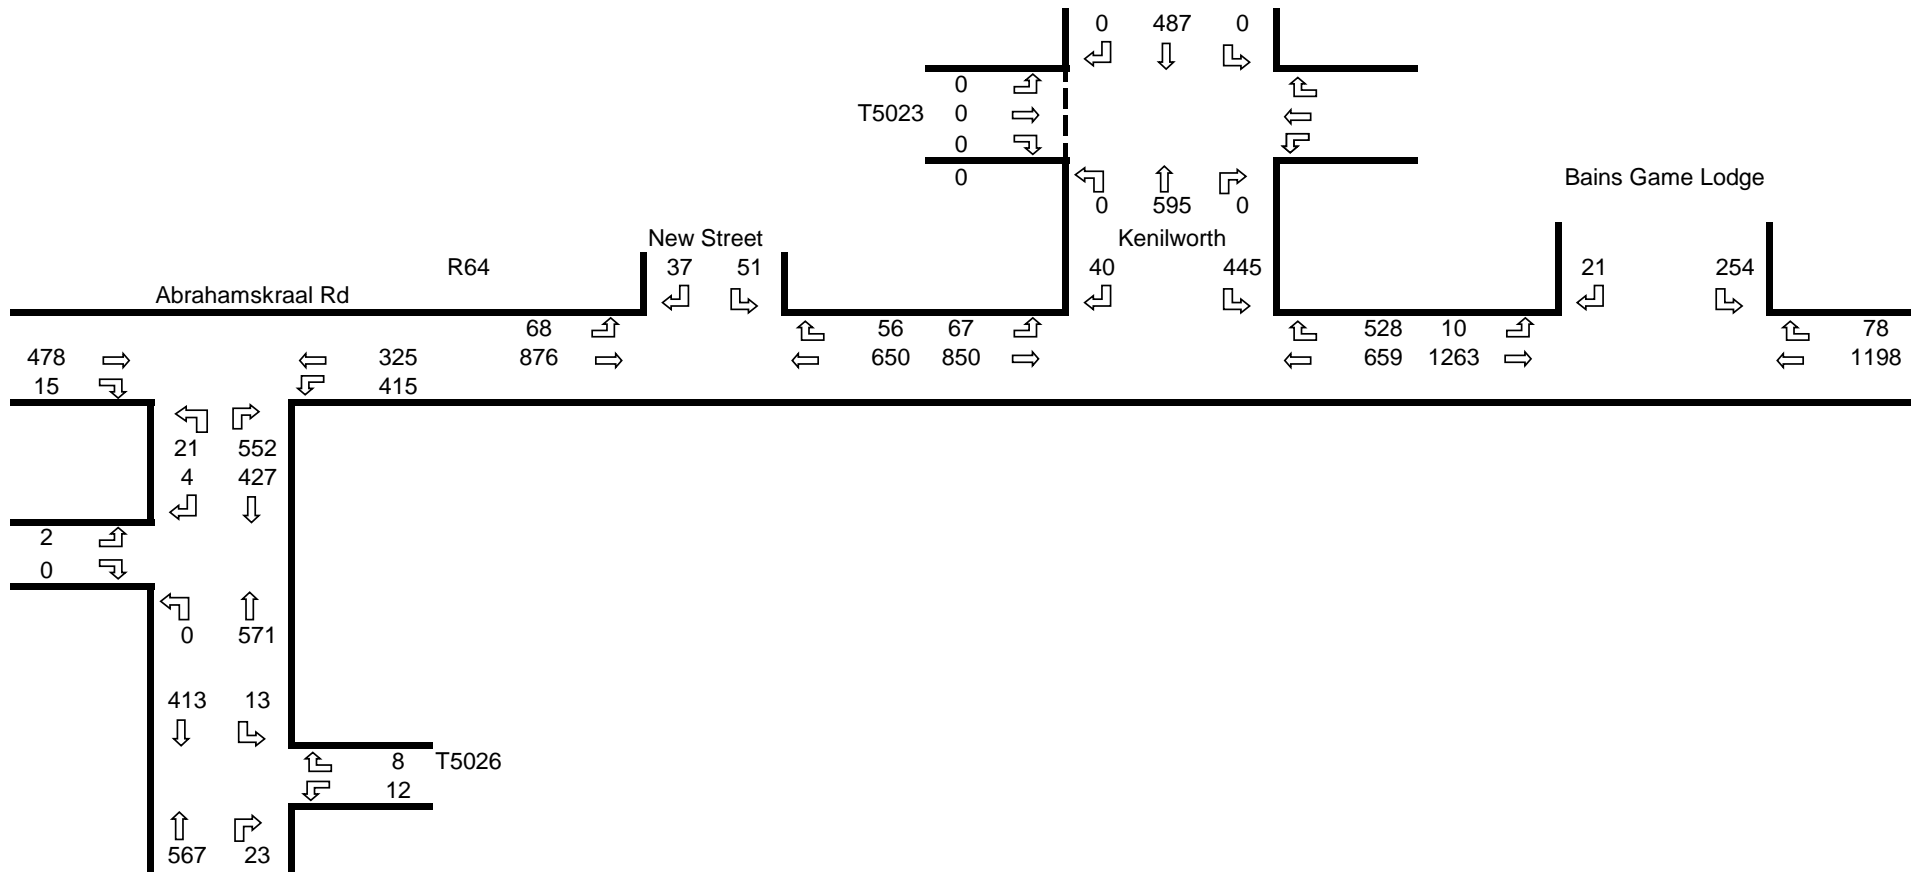 0 487 0
0
T5023 0
0
0
Bains Game Lodge
0 595 0
New Street
Kenilworth
R64
37 51
40 445
21 254
Abrahamskraal Rd
68
56 67
528 10
78
478
325
876
650 850
659 1263
1198
15
415
21 552
4 427
2
0
0 571
413 13
8 T5026
12
567 23